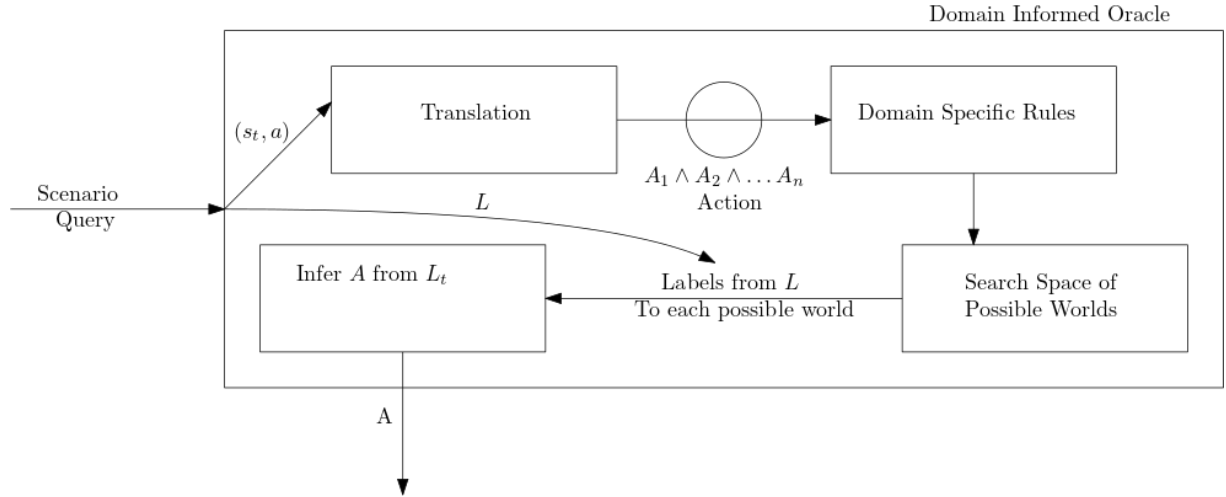 Domain Informed Oracle
Translation
Domain Specific Rules
(s_t, a)
A_1 ∧ A_2 ∧ … A_n
Action
Scenario
Query
L
Infer A from L_t
Labels from L
To each possible world
Search Space of
Possible Worlds
A